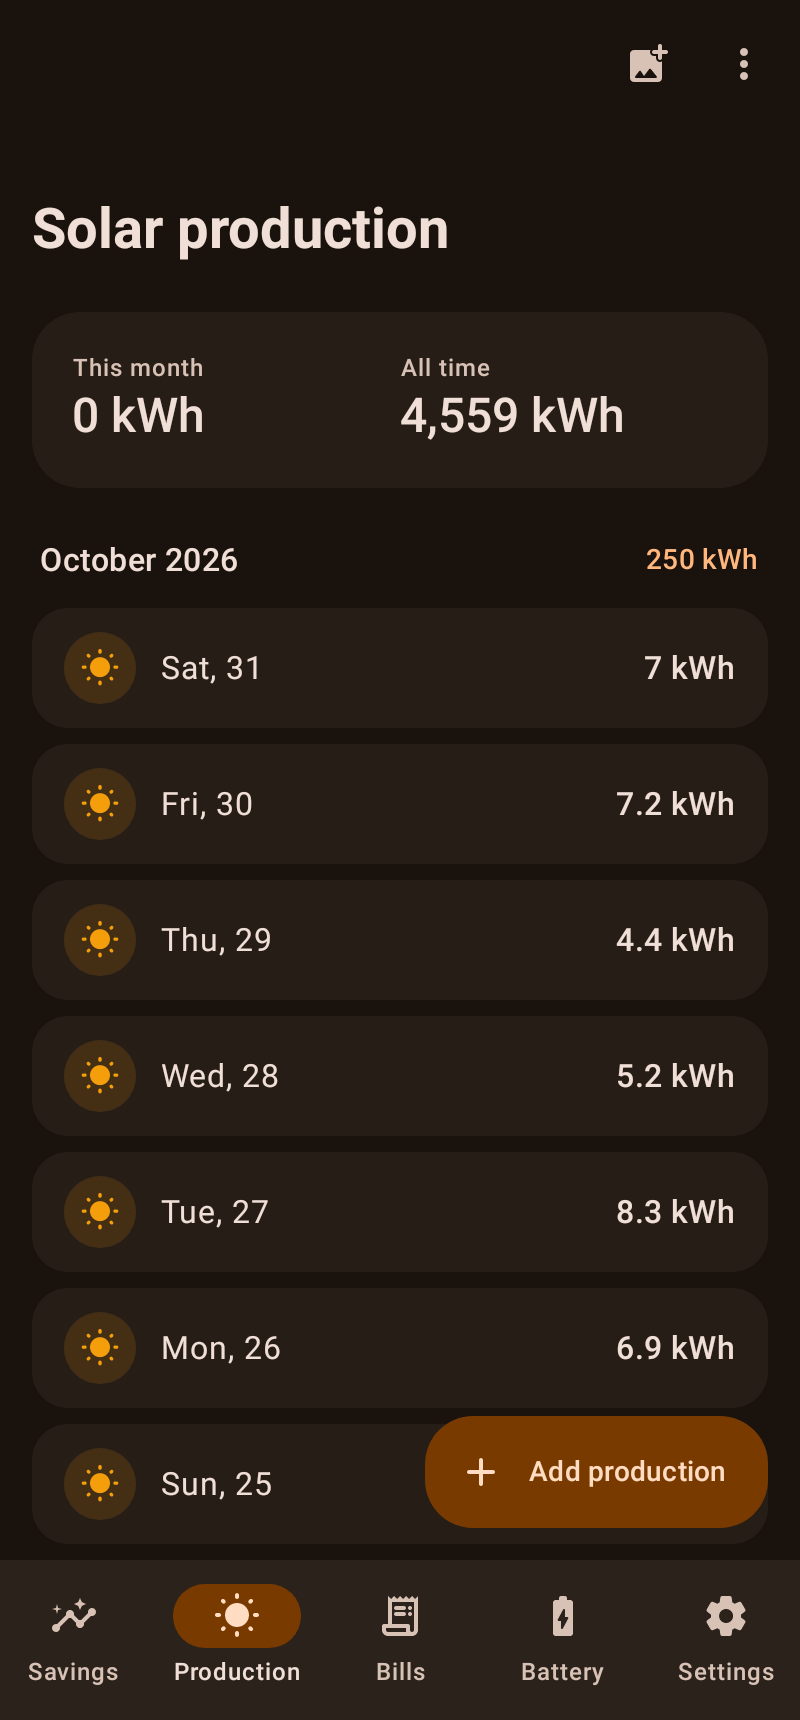 Solar production
This month
0 kWh
All time
4,559 kWh
October 2026
250 kWh
Sat, 31
7 kWh
Fri, 30
7.2 kWh
Thu, 29
4.4 kWh
Wed, 28
5.2 kWh
Tue, 27
8.3 kWh
Mon, 26
6.9 kWh
Sun, 25
Add production
Savings
Production
Bills
Battery
Settings